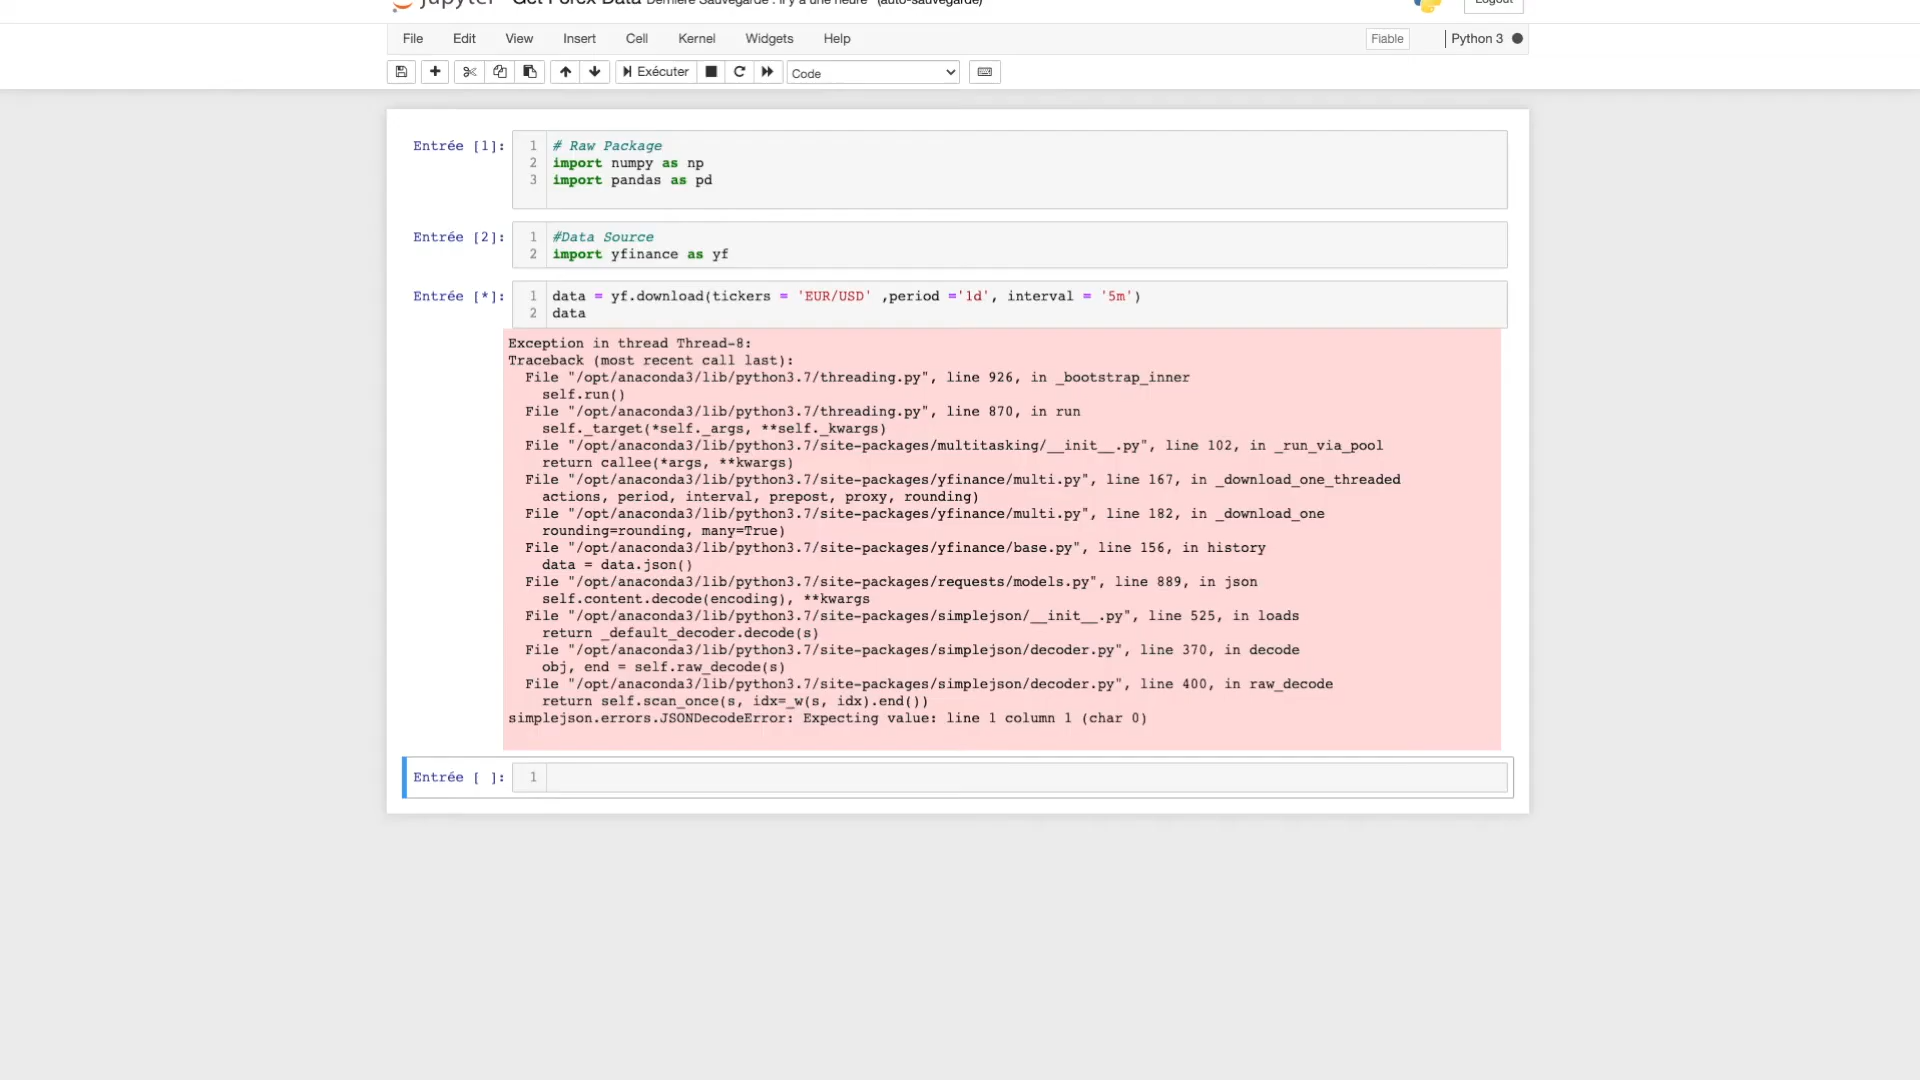 jupyter Get Forex Data Dernière Sauvegarde : il y a une heure (auto-sauvegarde) Logout
File Edit View Insert Cell Kernel Widgets Help Fiable Python 3
Exécuter Code
Entrée [1]: 1 # Raw Package
2 import numpy as np
3 import pandas as pd
Entrée [2]: 1 #Data Source
2 import yfinance as yf
Entrée [*]: 1 data = yf.download(tickers = 'EUR/USD' ,period ='1d', interval = '5m')
2 data
Exception in thread Thread-8:
Traceback (most recent call last):
File "/opt/anaconda3/lib/python3.7/threading.py", line 926, in _bootstrap_inner
self.run()
File "/opt/anaconda3/lib/python3.7/threading.py", line 870, in run
self._target(*self._args, **self._kwargs)
File "/opt/anaconda3/lib/python3.7/site-packages/multitasking/__init__.py", line 102, in _run_via_pool
return callee(*args, **kwargs)
File "/opt/anaconda3/lib/python3.7/site-packages/yfinance/multi.py", line 167, in _download_one_threaded
actions, period, interval, prepost, proxy, rounding)
File "/opt/anaconda3/lib/python3.7/site-packages/yfinance/multi.py", line 182, in _download_one
rounding=rounding, many=True)
File "/opt/anaconda3/lib/python3.7/site-packages/yfinance/base.py", line 156, in history
data = data.json()
File "/opt/anaconda3/lib/python3.7/site-packages/requests/models.py", line 889, in json
self.content.decode(encoding), **kwargs
File "/opt/anaconda3/lib/python3.7/site-packages/simplejson/__init__.py", line 525, in loads
return _default_decoder.decode(s)
File "/opt/anaconda3/lib/python3.7/site-packages/simplejson/decoder.py", line 370, in decode
obj, end = self.raw_decode(s)
File "/opt/anaconda3/lib/python3.7/site-packages/simplejson/decoder.py", line 400, in raw_decode
return self.scan_once(s, idx=_w(s, idx).end())
simplejson.errors.JSONDecodeError: Expecting value: line 1 column 1 (char 0)
Entrée [ ]: 1